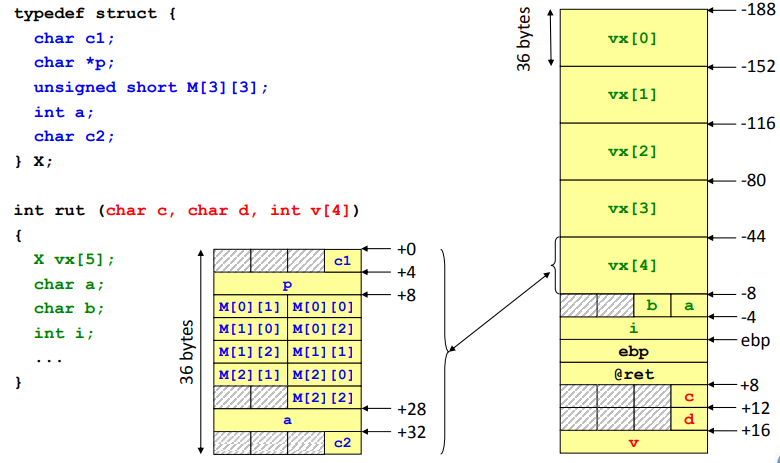 typedef struct {
char c1;
char *p;
unsigned short M[3][3];
int a;
char c2;
} X;
int rut (char c, char d, int v[4])
{
X vx[5];
char a;
char b;
int i;
...
}
36 bytes
c1
p
M[0][1] M[0][0]
M[1][0] M[0][2]
M[1][2] M[1][1]
M[2][1] M[2][0]
M[2][2]
a
c2
+0
+4
+8
+28
+32
36 bytes
vx[0]
vx[1]
vx[2]
vx[3]
vx[4]
b a
i
ebp
@ret
c
d
v
-188
-152
-116
-80
-44
-8
-4
ebp
+8
+12
+16